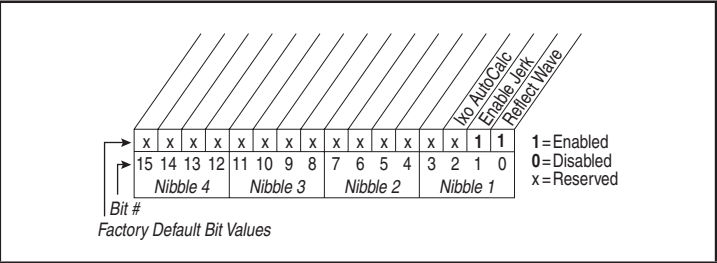 Ixo AutoCalc
Enable Jerk
Reflect Wave
x x x x x x x x x x x x x x 1 1
15 14 13 12 11 10 9 8 7 6 5 4 3 2 1 0
Nibble 4 Nibble 3 Nibble 2 Nibble 1
1=Enabled
0=Disabled
x=Reserved
Bit #
Factory Default Bit Values